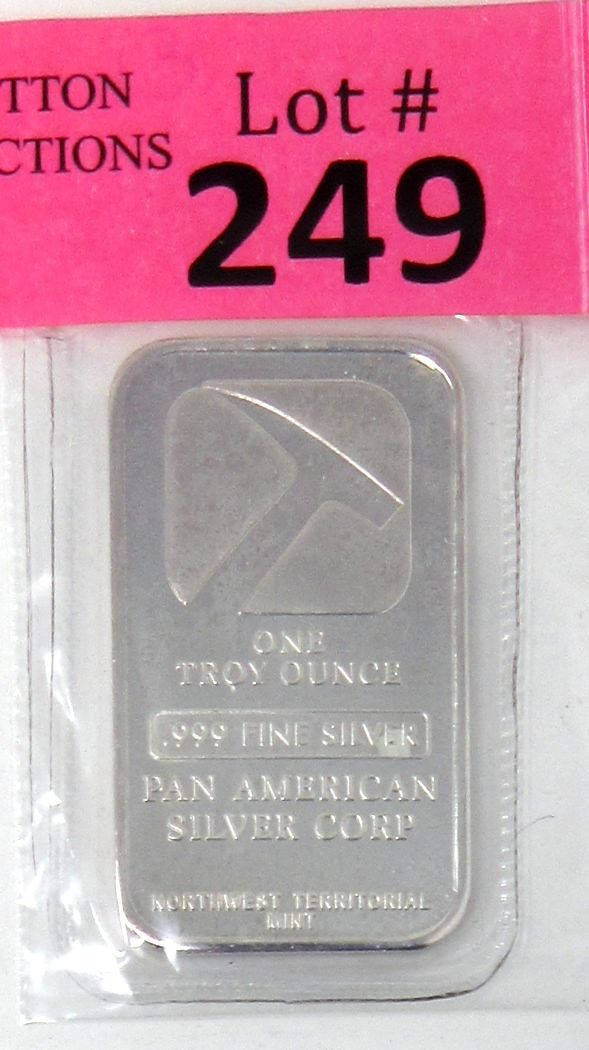 TTON
CTIONS
Lot #
249
ONE
TROY OUNCE
.999 FINE SILVER
PAN AMERICAN
SILVER CORP
NORTHWEST TERRITORIAL
MINT